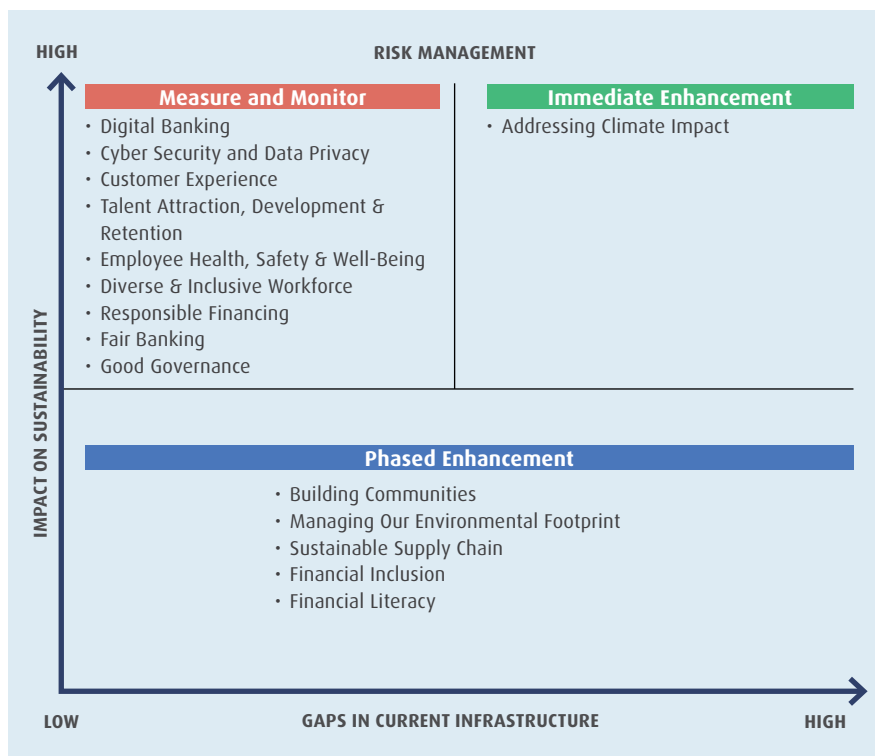 HIGH
RISK MANAGEMENT
Measure and Monitor
• Digital Banking
• Cyber Security and Data Privacy
• Customer Experience
• Talent Attraction, Development &
Retention
• Employee Health, Safety & Well-Being
• Diverse & Inclusive Workforce
• Responsible Financing
• Fair Banking
• Good Governance
Immediate Enhancement
• Addressing Climate Impact
IMPACT ON SUSTAINABILITY
Phased Enhancement
• Building Communities
• Managing Our Environmental Footprint
• Sustainable Supply Chain
• Financial Inclusion
• Financial Literacy
LOW
GAPS IN CURRENT INFRASTRUCTURE
HIGH